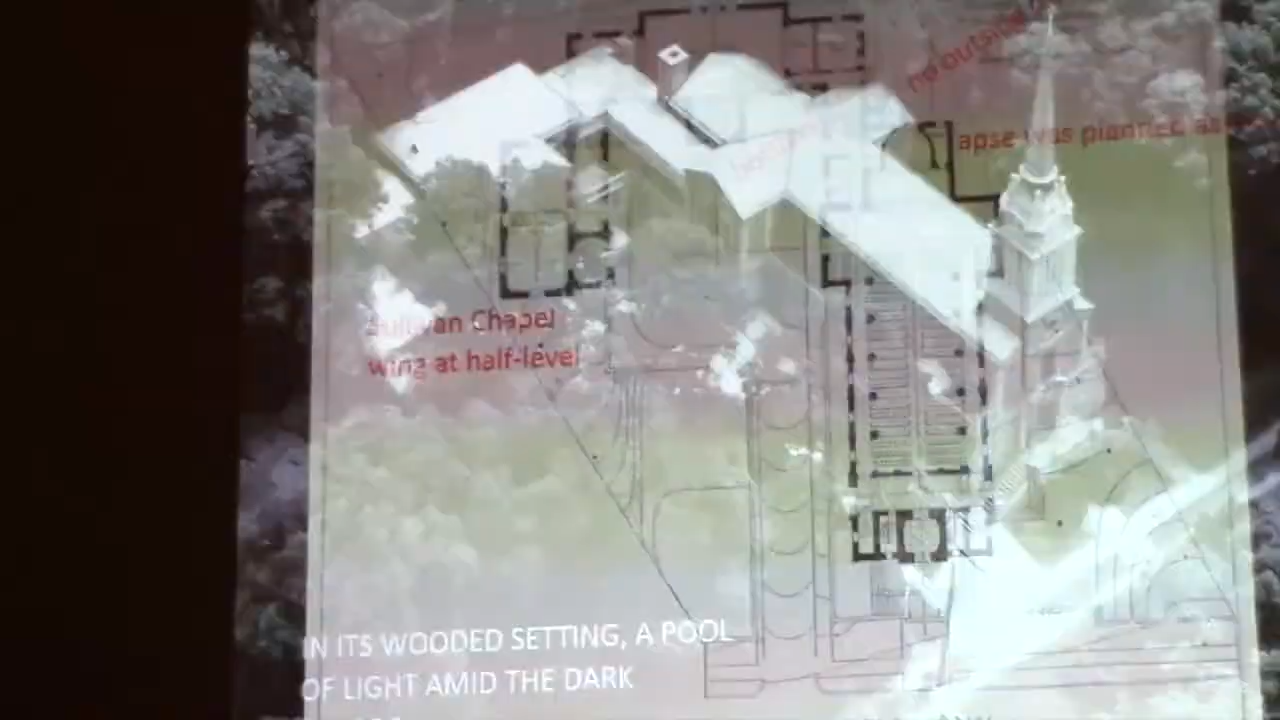 no outside
apse was planned as
Chapel
wing at half-level
IN ITS WOODED SETTING, A POOL
OF LIGHT AMID THE DARK